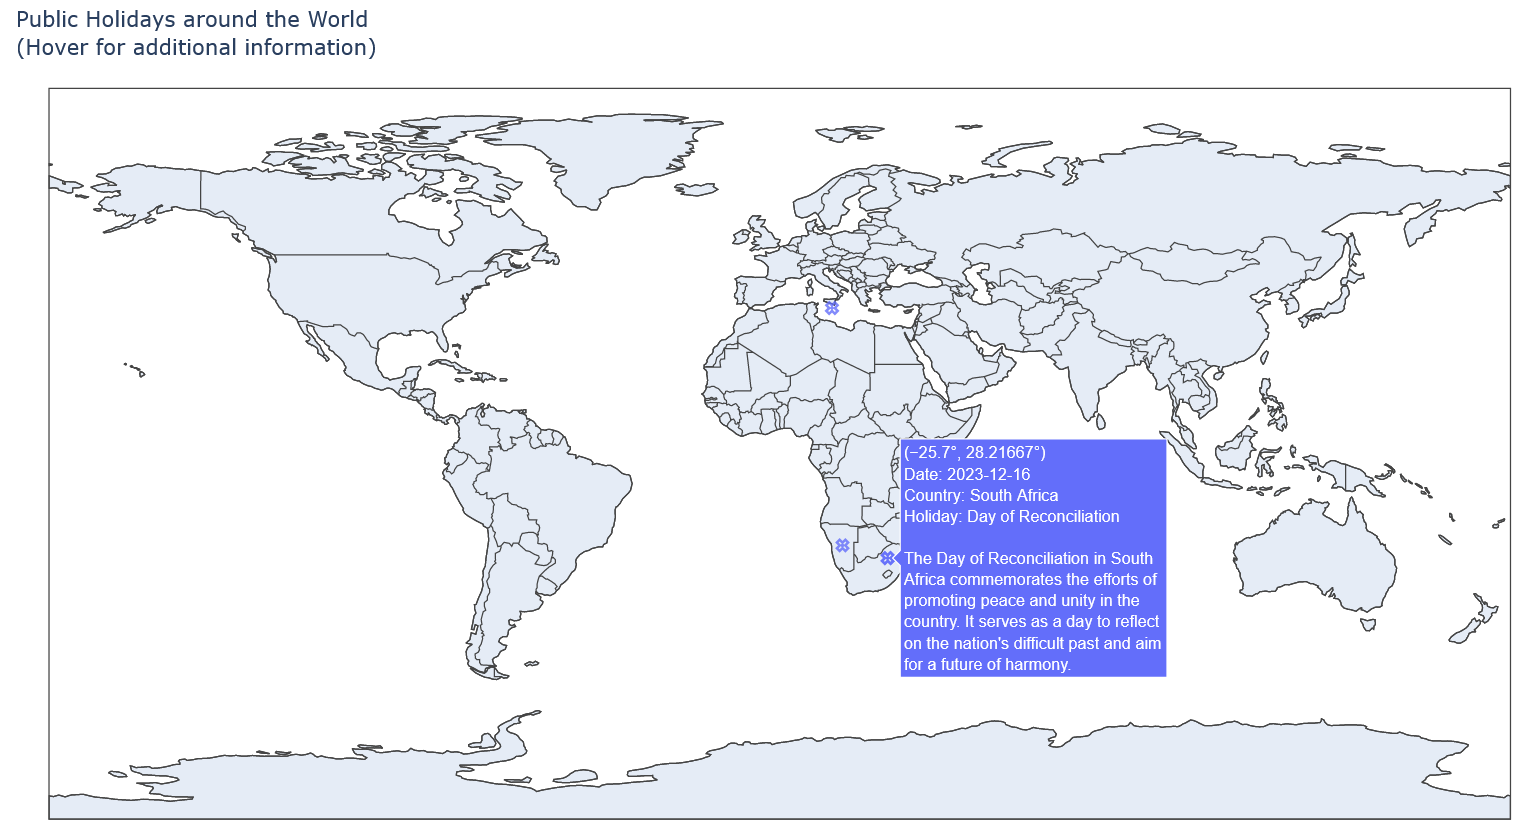 Public Holidays around the World
(Hover for additional information)
(−25.7°, 28.21667°)
Date: 2023-12-16
Country: South Africa
Holiday: Day of Reconciliation
The Day of Reconciliation in South
Africa commemorates the efforts of
promoting peace and unity in the
country. It serves as a day to reflect
on the nation's difficult past and aim
for a future of harmony.